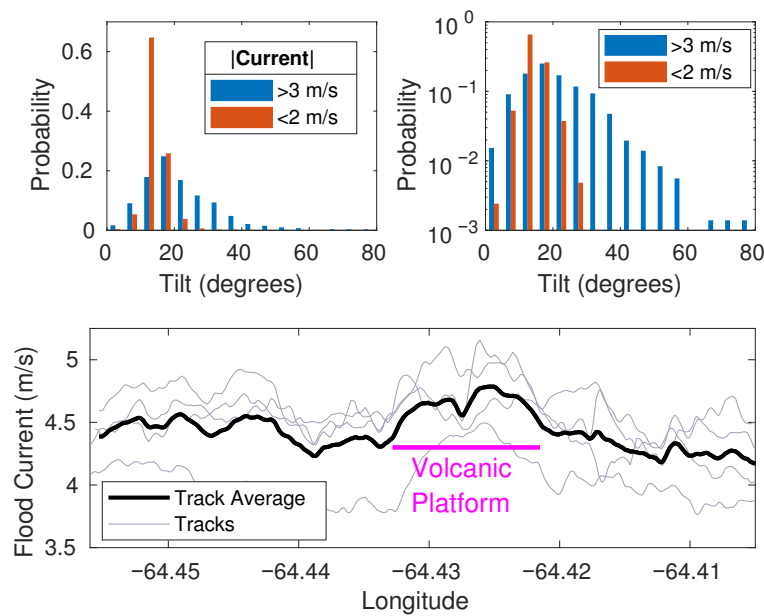 0.6
0.4
0.2
0
Probability
|Current|
>3 m/s
<2 m/s
0 20 40 60 80
Tilt (degrees)
10^0
10^-1
10^-2
10^-3
Probability
>3 m/s
<2 m/s
0 20 40 60 80
Tilt (degrees)
5
4.5
4
3.5
Flood Current (m/s)
Volcanic
Platform
Track Average
Tracks
−64.45 −64.44 −64.43 −64.42 −64.41
Longitude